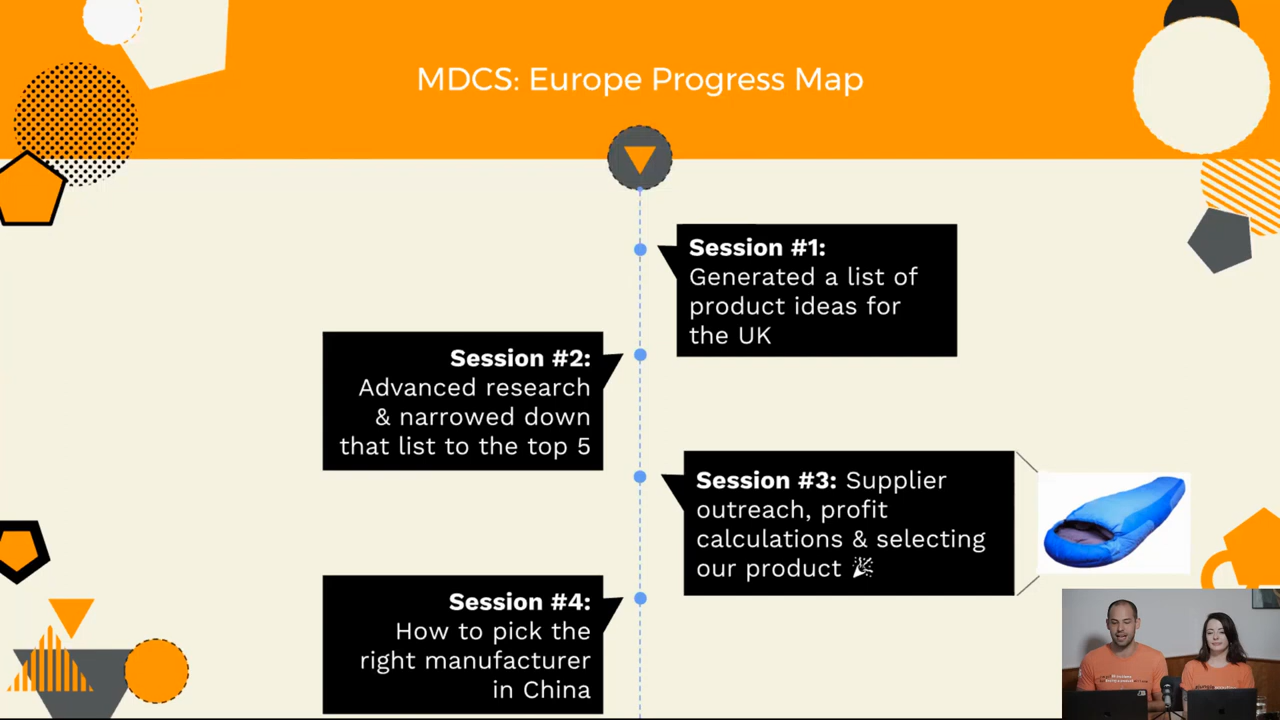 MDCS: Europe Progress Map
Session #1:
Generated a list of
product ideas for
the UK
Session #2:
Advanced research
& narrowed down
that list to the top 5
Session #3: Supplier
outreach, profit
calculations & selecting
our product 🎉
Session #4:
How to pick the
right manufacturer
in China